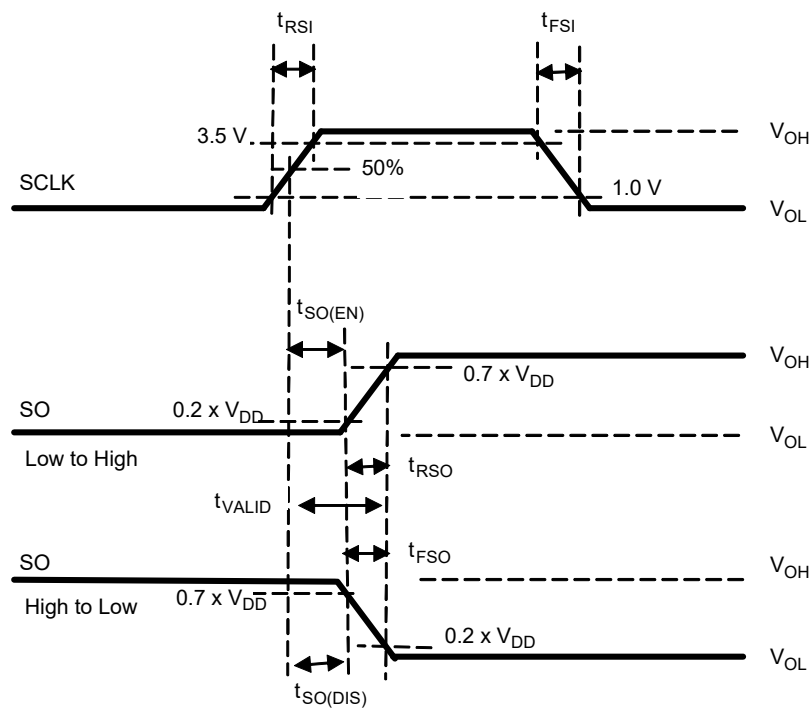 tRSI
tFSI
3.5 V
VOH
50%
SCLK
1.0 V
VOL
tSO(EN)
VOH
0.7 x VDD
SO
0.2 x VDD
VOL
Low to High
tRSO
tVALID
tFSO
SO
VOH
High to Low
0.7 x VDD
0.2 x VDD
VOL
tSO(DIS)